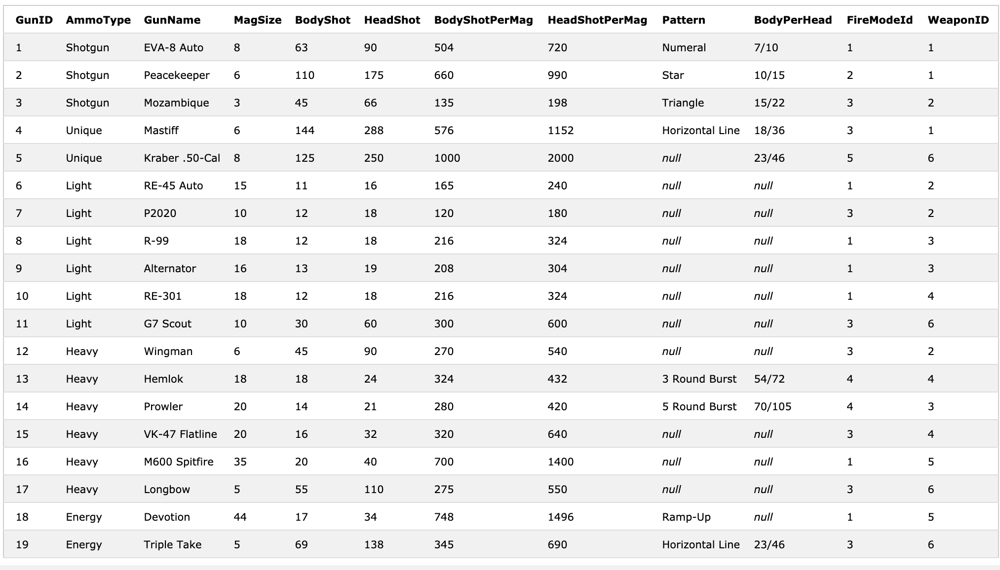 GunID AmmoType GunName MagSize BodyShot HeadShot BodyShotPerMag HeadShotPerMag Pattern BodyPerHead FireModeId WeaponID
1 Shotgun EVA-8 Auto 8 63 90 504 720 Numeral 7/10 1 1
2 Shotgun Peacekeeper 6 110 175 660 990 Star 10/15 2 1
3 Shotgun Mozambique 3 45 66 135 198 Triangle 15/22 3 2
4 Unique Mastiff 6 144 288 576 1152 Horizontal Line 18/36 3 1
5 Unique Kraber .50-Cal 8 125 250 1000 2000 null 23/46 5 6
6 Light RE-45 Auto 15 11 16 165 240 null null 1 2
7 Light P2020 10 12 18 120 180 null null 3 2
8 Light R-99 18 12 18 216 324 null null 1 3
9 Light Alternator 16 13 19 208 304 null null 1 3
10 Light RE-301 18 12 18 216 324 null null 1 4
11 Light G7 Scout 10 30 60 300 600 null null 3 6
12 Heavy Wingman 6 45 90 270 540 null null 3 2
13 Heavy Hemlok 18 18 24 324 432 3 Round Burst 54/72 4 4
14 Heavy Prowler 20 14 21 280 420 5 Round Burst 70/105 4 3
15 Heavy VK-47 Flatline 20 16 32 320 640 null null 3 4
16 Heavy M600 Spitfire 35 20 40 700 1400 null null 1 5
17 Heavy Longbow 5 55 110 275 550 null null 3 6
18 Energy Devotion 44 17 34 748 1496 Ramp-Up null 1 5
19 Energy Triple Take 5 69 138 345 690 Horizontal Line 23/46 3 6